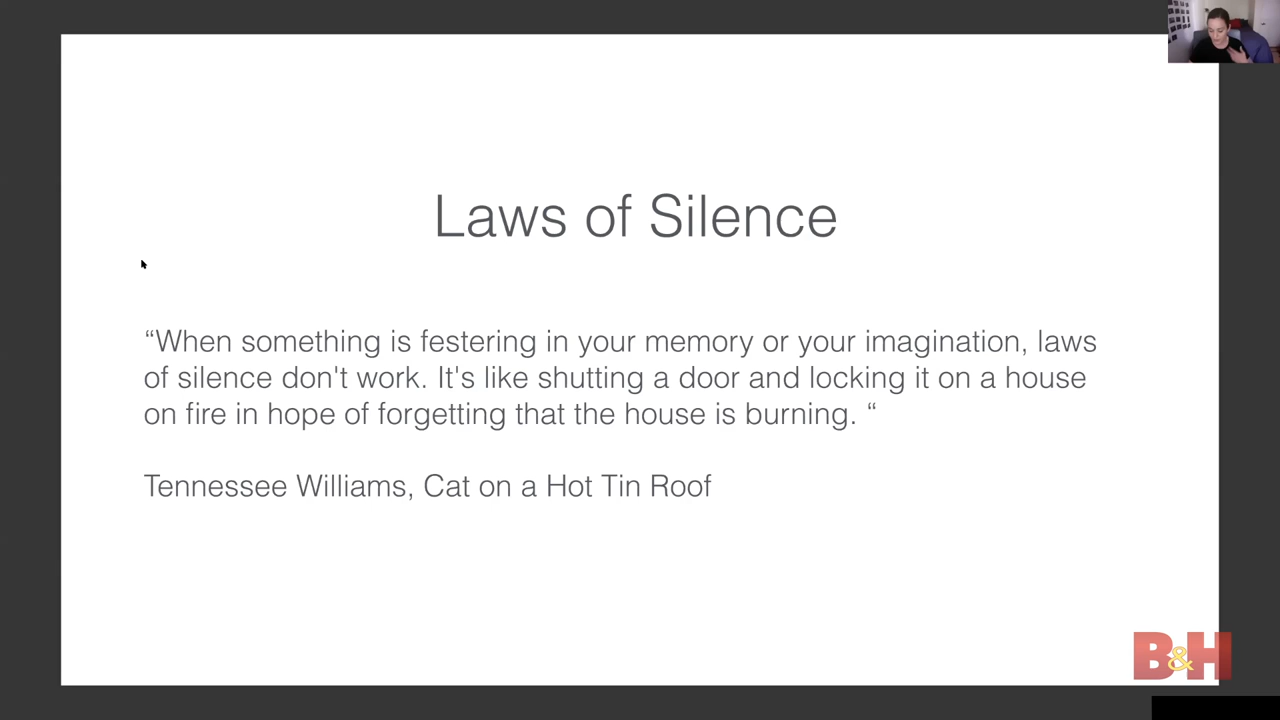 Laws of Silence
“When something is festering in your memory or your imagination, laws
of silence don't work. It's like shutting a door and locking it on a house
on fire in hope of forgetting that the house is burning. “
Tennessee Williams, Cat on a Hot Tin Roof
B&H